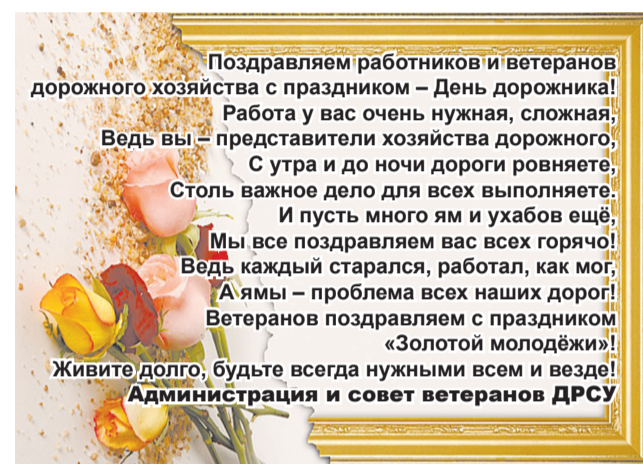 Поздравляем работников и ветеранов
дорожного хозяйства с праздником – День дорожника!
Работа у вас очень нужная, сложная,
Ведь вы – представители хозяйства дорожного,
С утра и до ночи дороги ровняете,
Столь важное дело для всех выполняете.
И пусть много ям и ухабов ещё,
Мы все поздравляем вас всех горячо!
Ведь каждый старался, работал, как мог,
А ямы – проблема всех наших дорог!
Ветеранов поздравляем с праздником
«Золотой молодёжи»!
Живите долго, будьте всегда нужными всем и везде!
Администрация и совет ветеранов ДРСУ